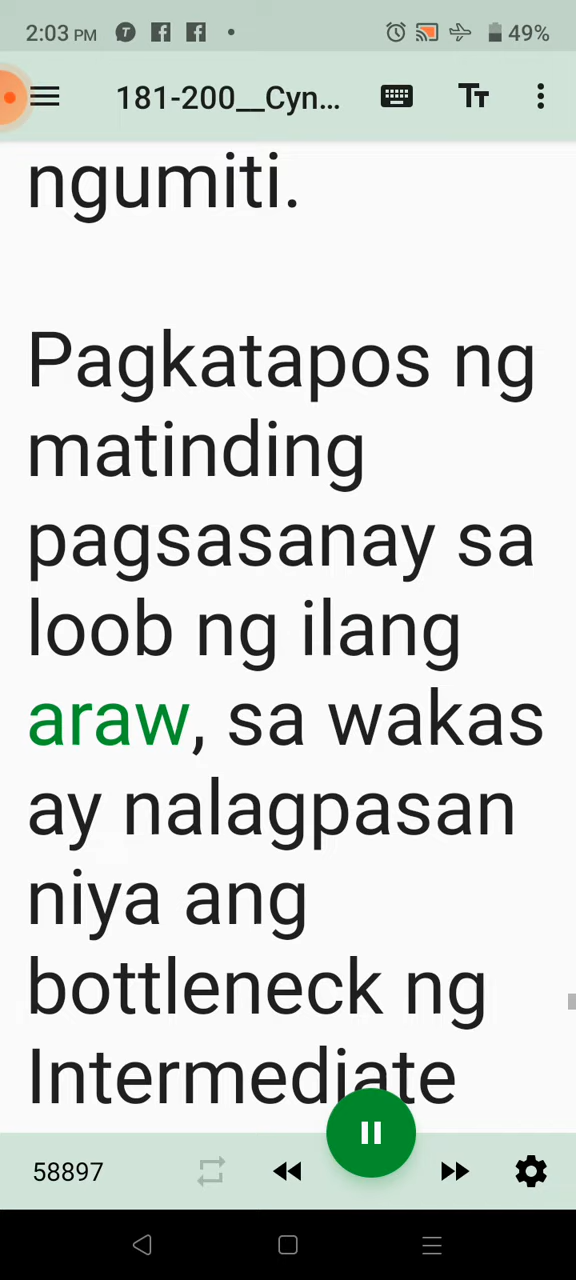 2:03 PM
49%
181-200__Cyn...
Tт
ngumiti.
Pagkatapos ng
matinding
pagsasanay sa
loob ng ilang
araw, sa wakas
ay nalagpasan
niya ang
bottleneck ng
Intermediate
58897